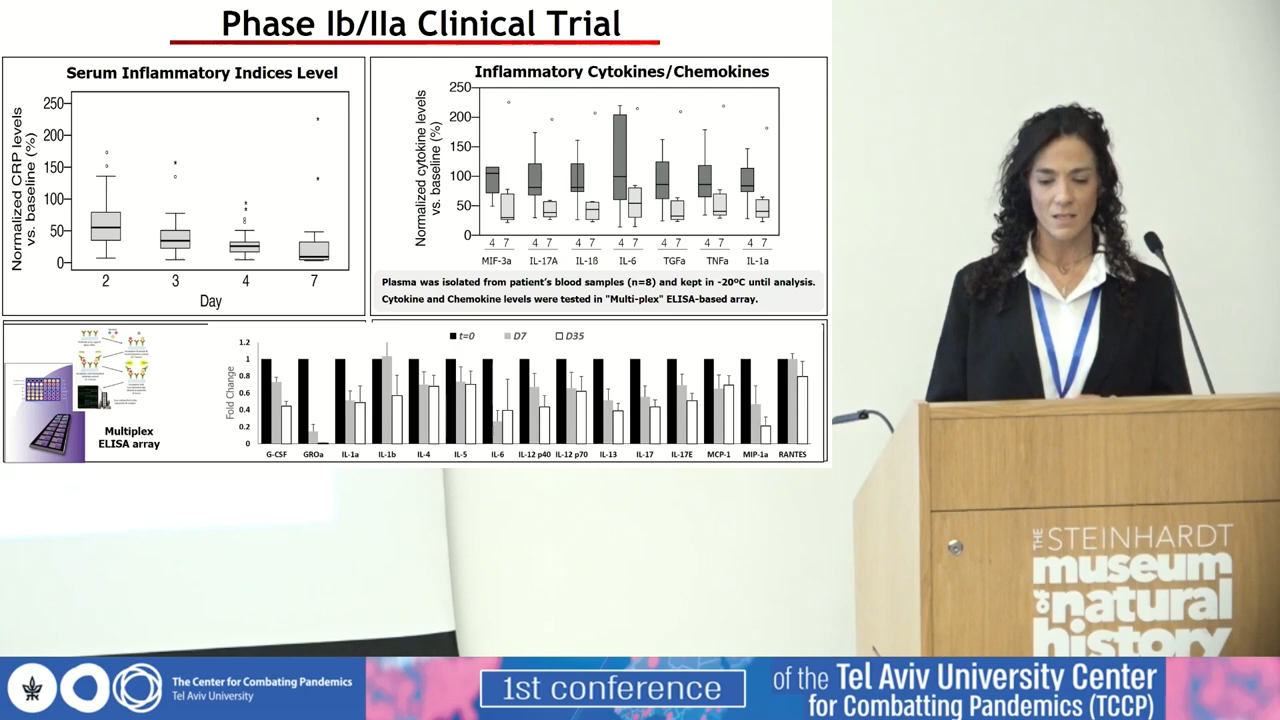 Phase Ib/IIa Clinical Trial
Serum Inflammatory Indices Level
Normalized CRP levels
vs. baseline (%)
250
200
150
100
50
0
2 3 4 7
Day
Inflammatory Cytokines/Chemokines
Normalized cytokine levels
vs. baseline (%)
250
200
150
100
50
0
4 7 4 7 4 7 4 7 4 7 4 7 4 7
MIF-3a IL-17A IL-1ß IL-6 TGFa TNFa IL-1a
Plasma was isolated from patient's blood samples (n=8) and kept in -20ºC until analysis.
Cytokine and Chemokine levels were tested in "Multi-plex" ELISA-based array.
Multiplex
ELISA array
t=0 D7 D35
Fold Change
1.2
1
0.8
0.6
0.4
0.2
0
G-CSF GROa IL-1a IL-1b IL-4 IL-5 IL-6 IL-12 p40 IL-12 p70 IL-13 IL-17 IL-17E MCP-1 MIP-1a RANTES
THE STEINHARDT
museum
of natural
history
The Center for Combating Pandemics
Tel Aviv University
1st conference
of the Tel Aviv University Center
for Combatting Pandemics (TCCP)